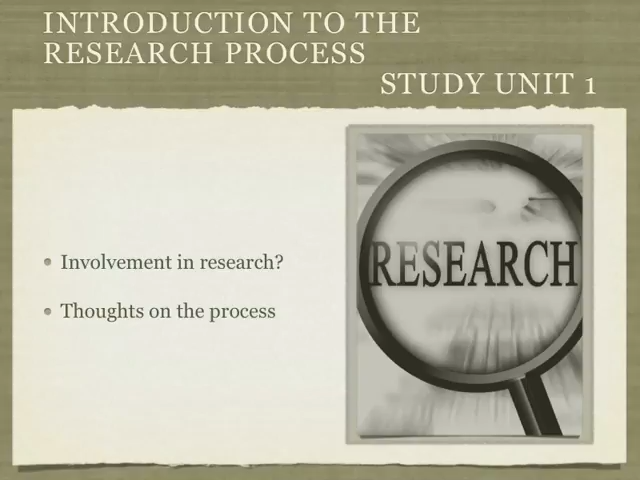 INTRODUCTION TO THE
RESEARCH PROCESS
STUDY UNIT 1
Involvement in research?
Thoughts on the process
RESEARCH